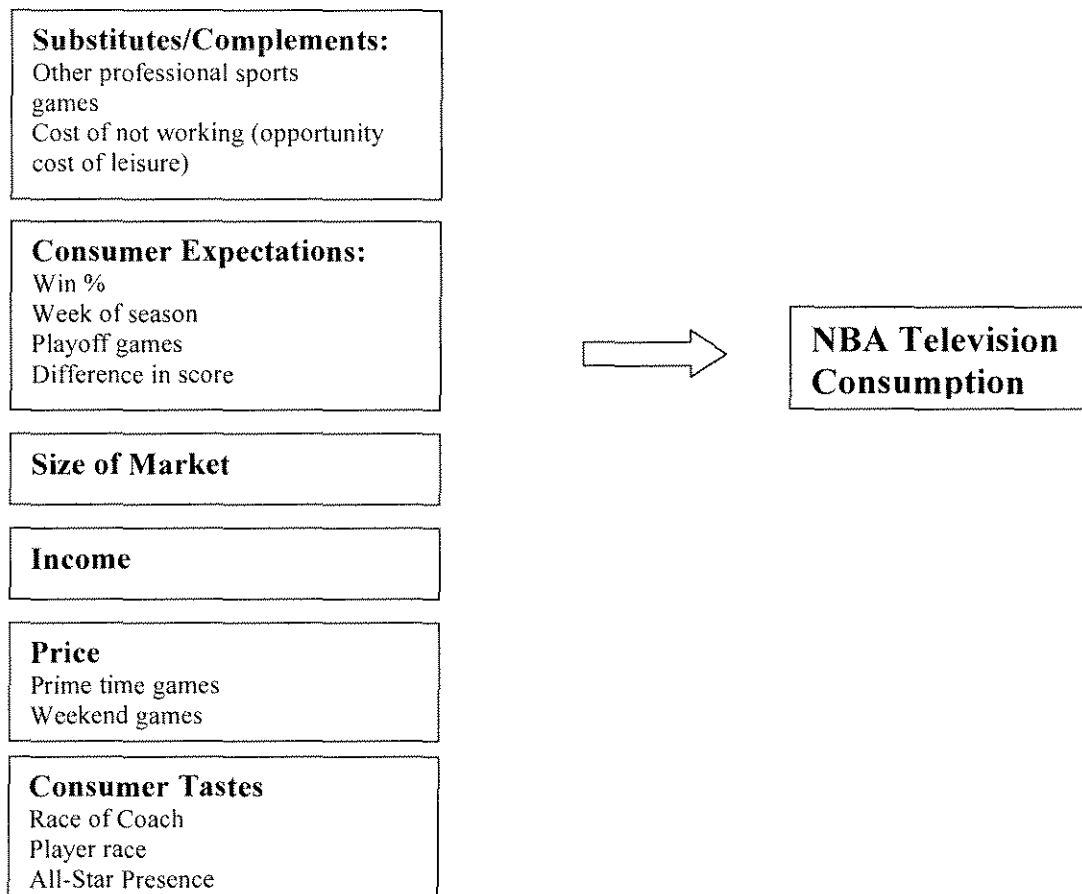 Substitutes/Complements:
Other professional sports
games
Cost of not working (opportunity
cost of leisure)
Consumer Expectations:
Win %
Week of season
Playoff games
Difference in score
Size of Market
Income
Price
Prime time games
Weekend games
Consumer Tastes
Race of Coach
Player race
All-Star Presence
NBA Television
Consumption